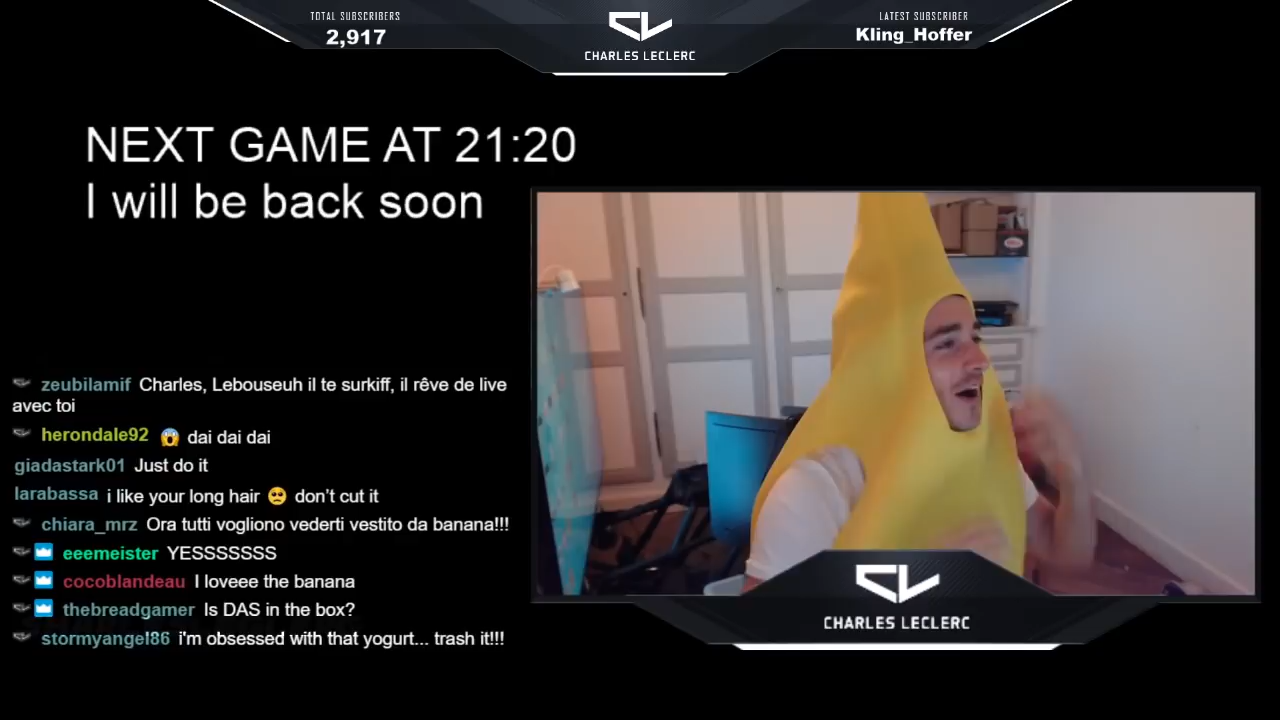 TOTAL SUBSCRIBERS
2,917
CHARLES LECLERC
LATEST SUBSCRIBER
Kling_Hoffer
NEXT GAME AT 21:20
I will be back soon
zeubilamif Charles, Lebouseuh il te surkiff, il rêve de live
avec toi
herondale92 😱 dai dai dai
giadastark01 Just do it
larabassa i like your long hair 🥺 don't cut it
chiara_mrz Ora tutti vogliono vederti vestito da banana!!!
eeemeister YESSSSSSS
cocoblandeau I loveee the banana
thebreadgamer Is DAS in the box?
stormyangel86 i'm obsessed with that yogurt... trash it!!!
CHARLES LECLERC